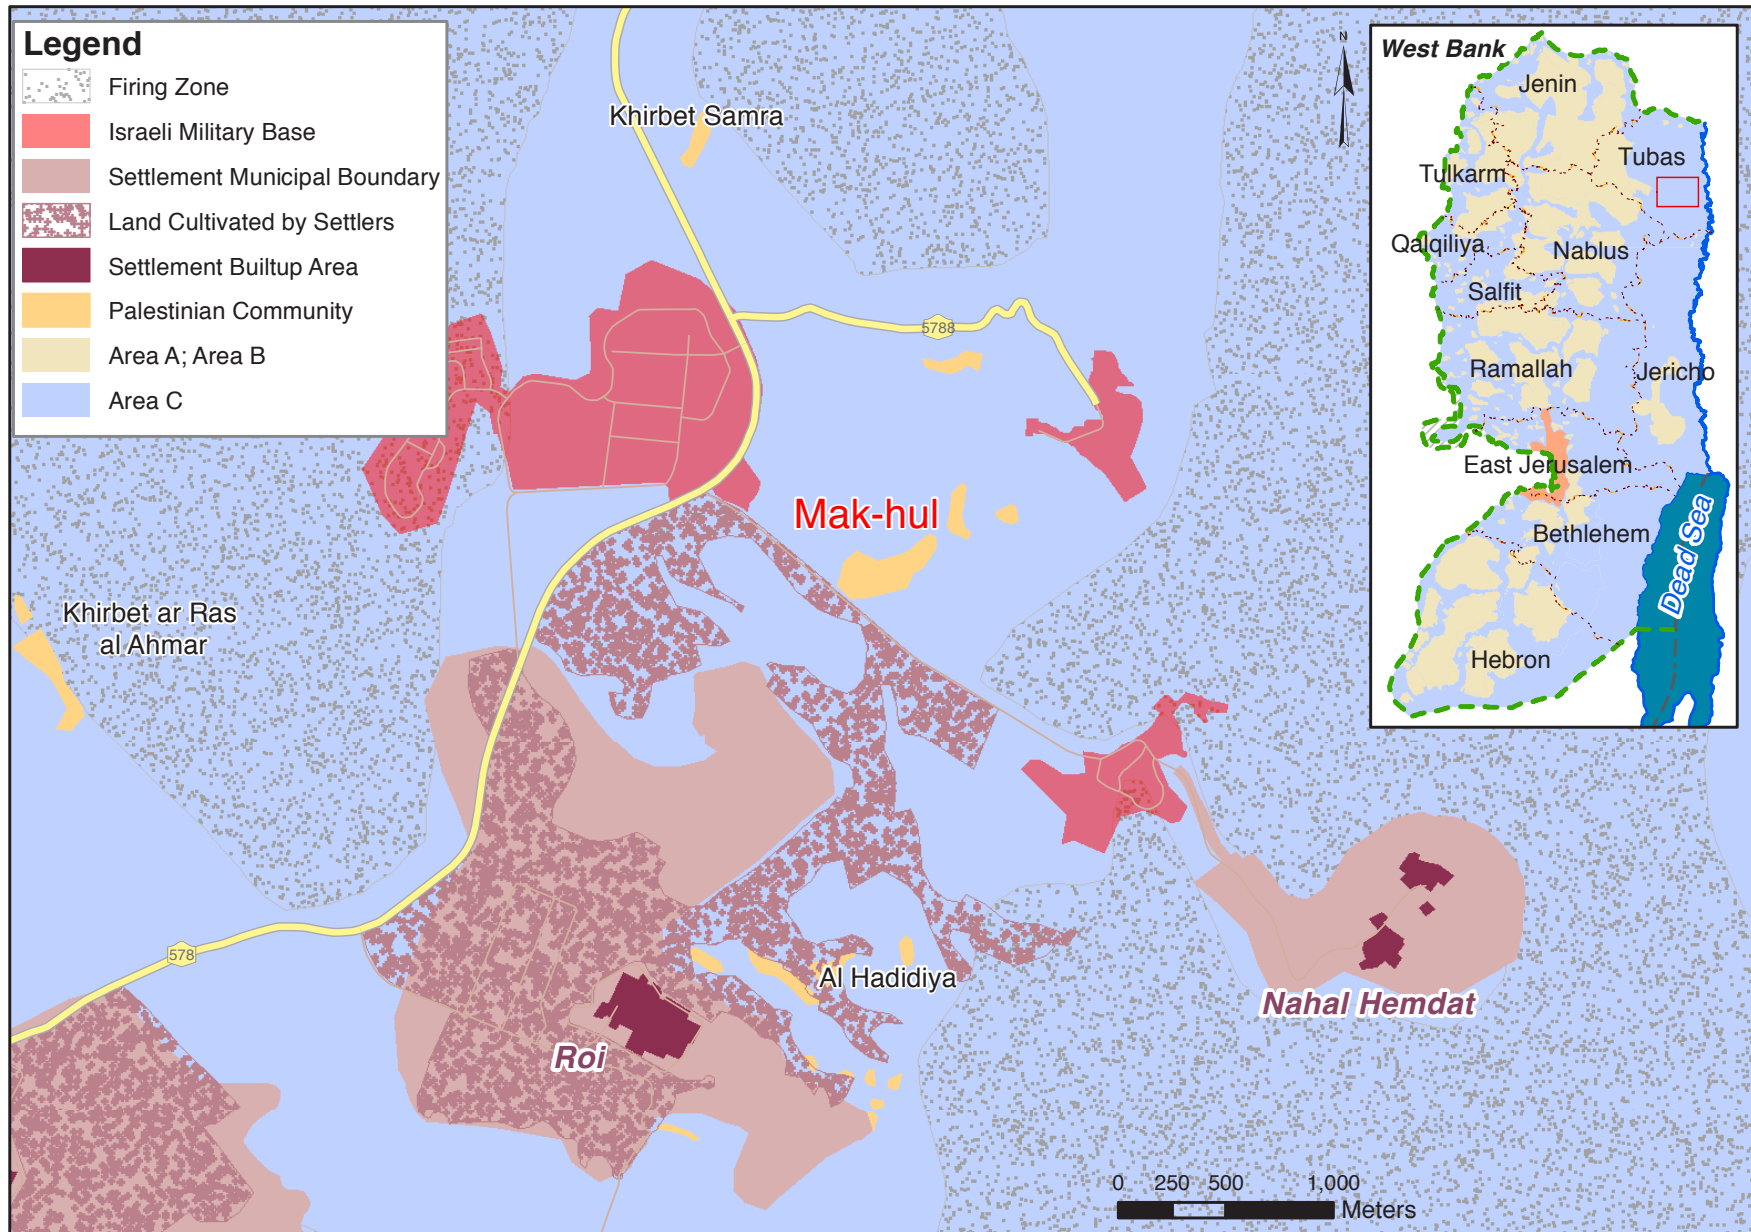 Legend
Firing Zone
Israeli Military Base
Settlement Municipal Boundary
Land Cultivated by Settlers
Settlement Builtup Area
Palestinian Community
Area A; Area B
Area C
Khirbet Samra
5788
Mak-hul
Khirbet ar Ras
al Ahmar
578
Al Hadidiya
Roi
Nahal Hemdat
0 250 500 1,000
Meters
N
West Bank
Jenin
Tubas
Tulkarm
Qalqiliya
Nablus
Salfit
Ramallah
Jericho
East Jerusalem
Bethlehem
Dead Sea
Hebron